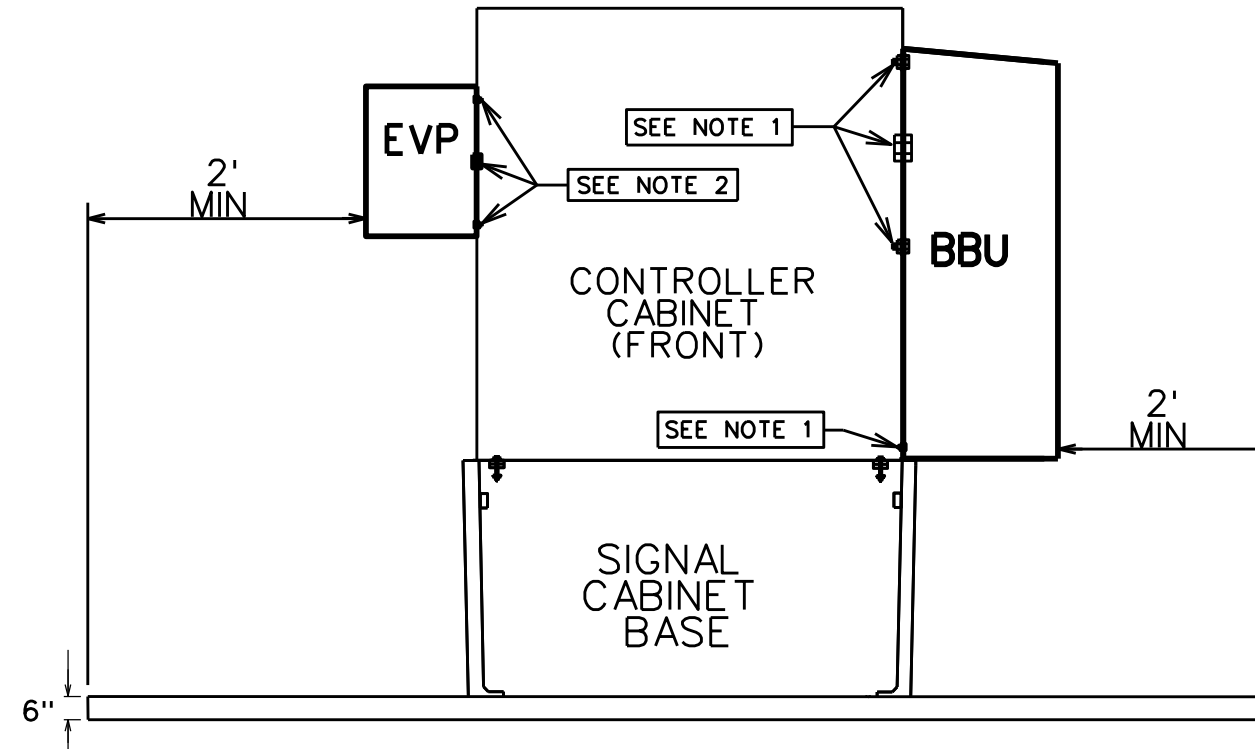 EVP
SEE NOTE 1
2'
MIN
SEE NOTE 2
BBU
CONTROLLER
CABINET
(FRONT)
2'
MIN
SEE NOTE 1
SIGNAL
CABINET
BASE
6"